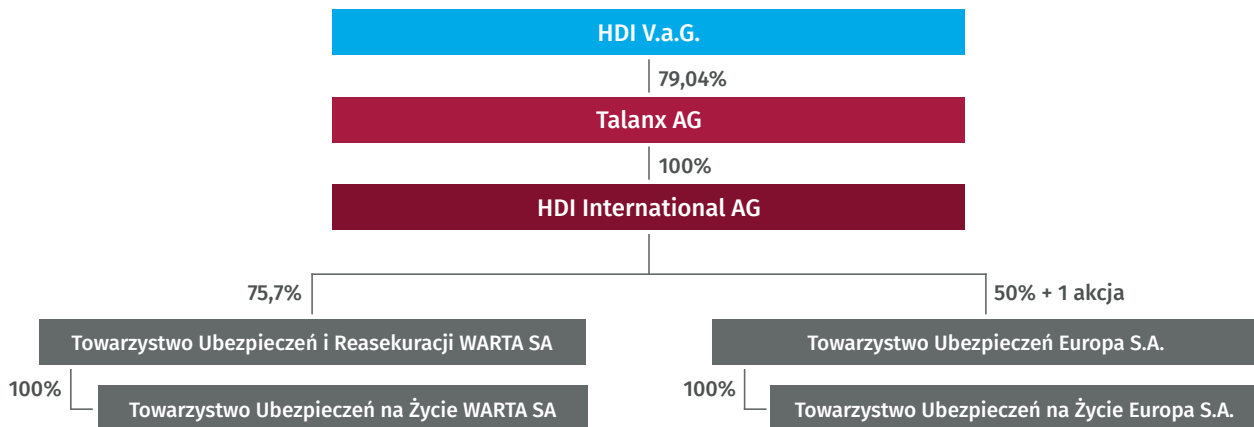 HDI V.a.G.
79,04%
Talanx AG
100%
HDI International AG
75,7%
50% + 1 akcja
Towarzystwo Ubezpieczeń i Reasekuracji WARTA SA
Towarzystwo Ubezpieczeń Europa S.A.
100%
100%
Towarzystwo Ubezpieczeń na Życie WARTA SA
Towarzystwo Ubezpieczeń na Życie Europa S.A.